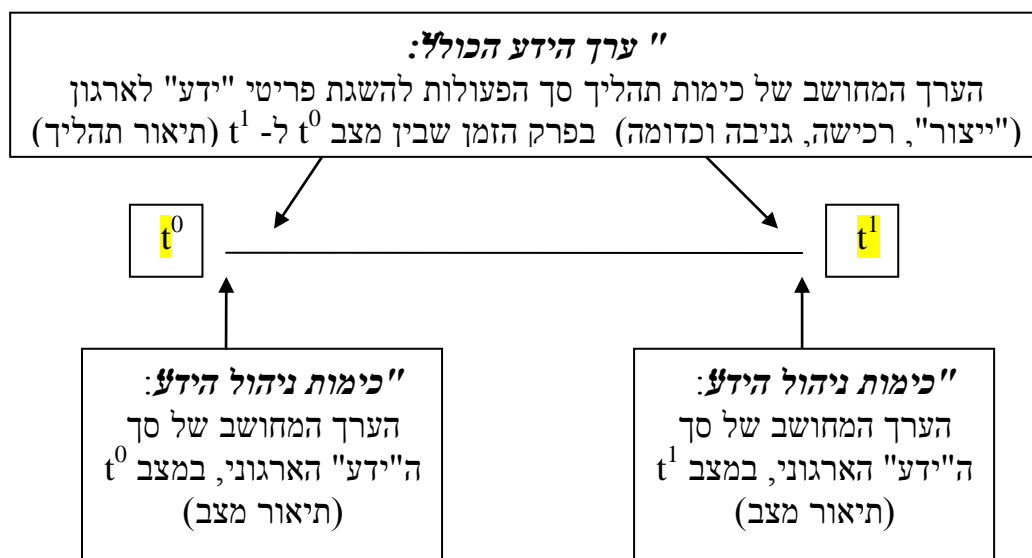 "ערך הידע הכולל":
הערך המחושב של כימות תהליך סך הפעולות להשגת פריטי "ידע" לארגון
("ייצור", רכישה, גניבה וכדומה) בפרק הזמן שבין מצב t⁰ ל- t¹ (תיאור תהליך)
t⁰
t¹
"כימות ניהול הידע":
הערך המחושב של סך
ה"ידע" הארגוני, במצב t¹
(תיאור מצב)
"כימות ניהול הידע":
הערך המחושב של סך
ה"ידע" הארגוני, במצב t⁰
(תיאור מצב)